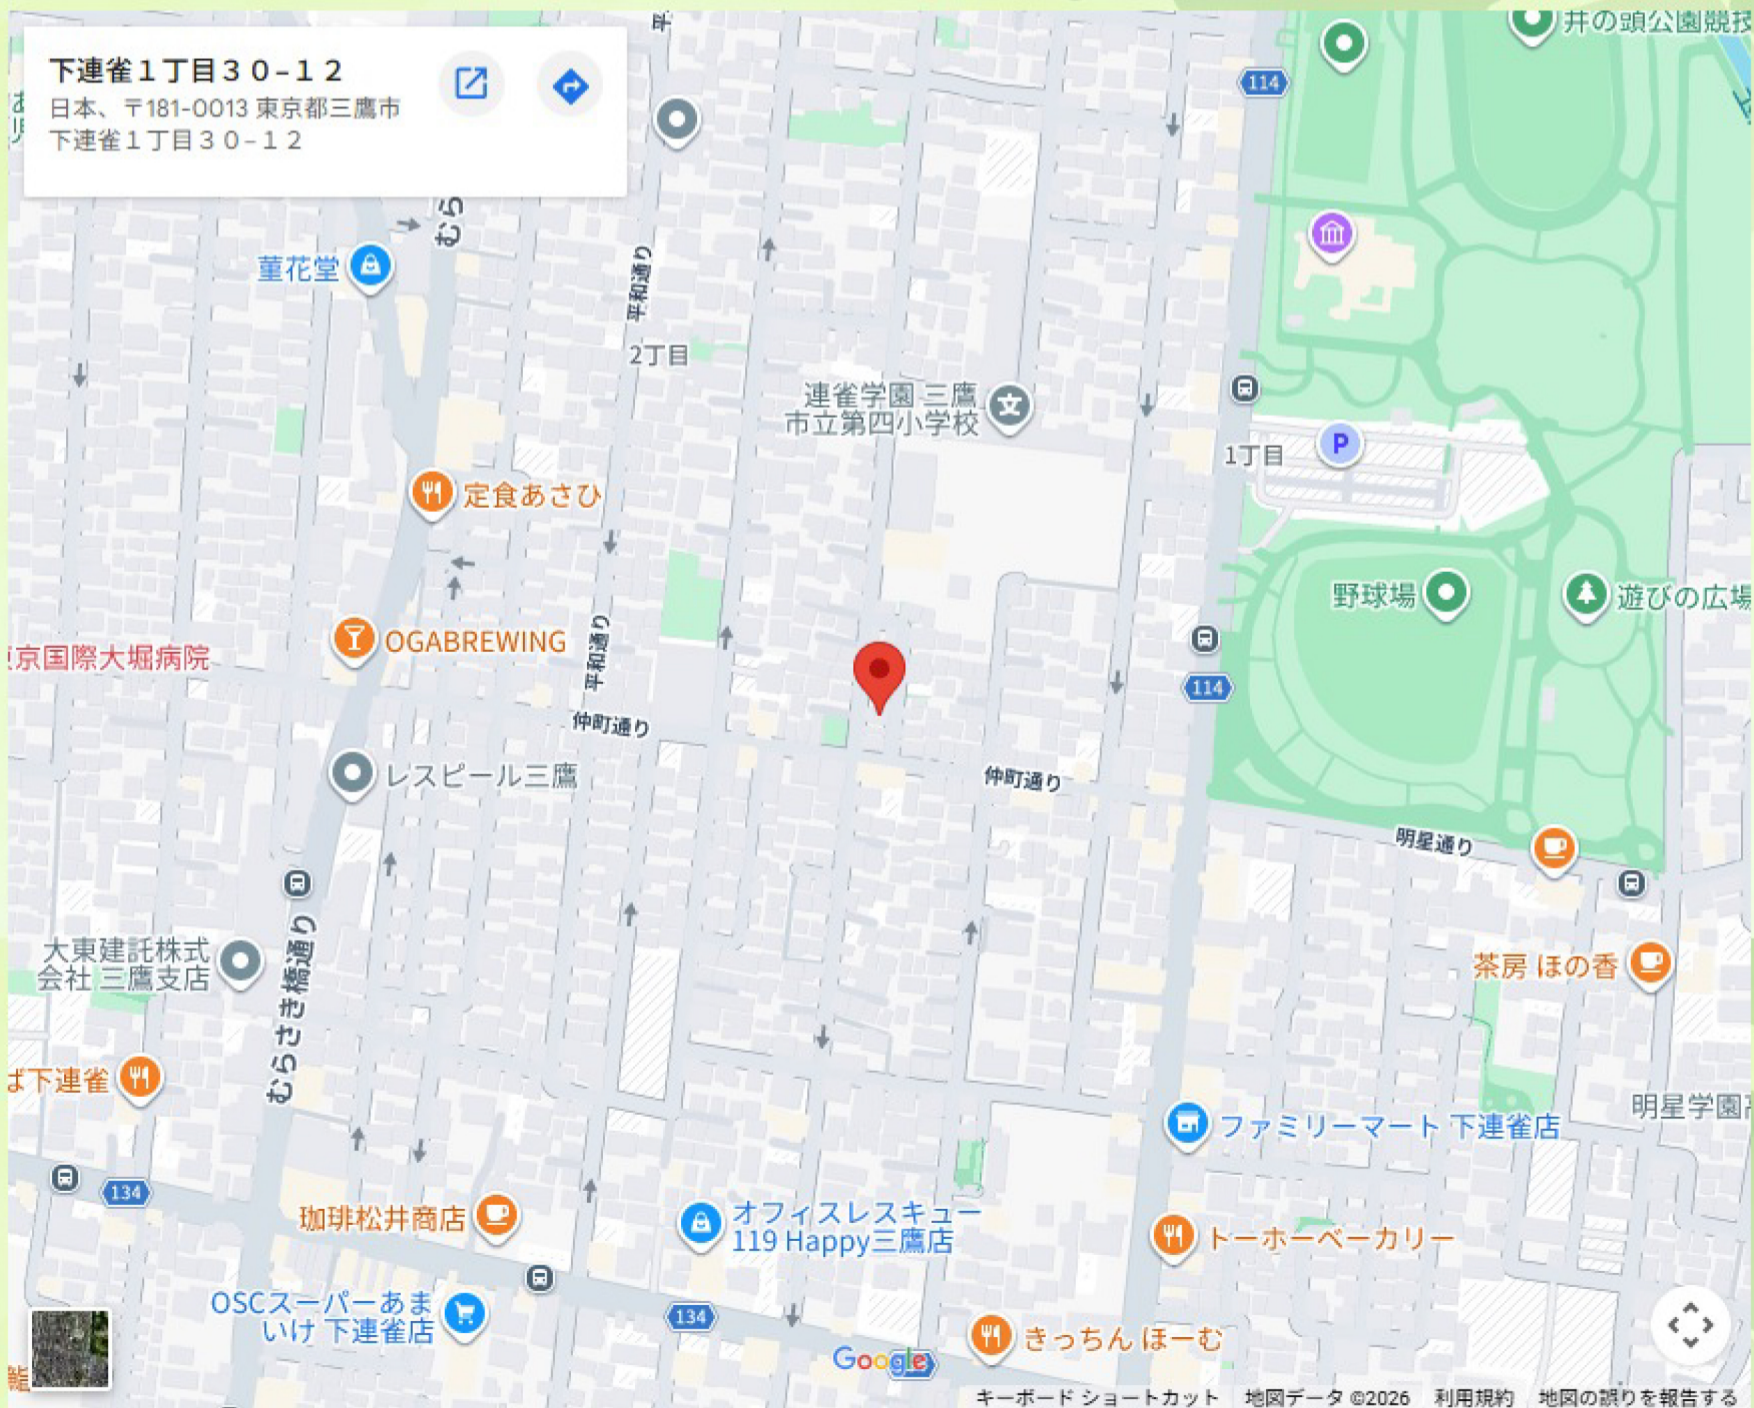 下連雀1丁目30−12
日本、〒181-0013 東京都三鷹市
下連雀1丁目30−12
平
井の頭公園競技
114
むら
菫花堂
平和通り
2丁目
連雀学園 三鷹
市立第四小学校
1丁目
P
定食あさひ
野球場
遊びの広場
OGABREWING
京国際大堀病院
平和通り
114
仲町通り
仲町通り
レスピール三鷹
明星通り
大東建託株式
会社 三鷹支店
むらさき橋通り
茶房 ほの香
ば下連雀
明星学園高
ファミリーマート 下連雀店
134
珈琲松井商店
オフィスレスキュー
119 Happy三鷹店
トーホーベーカリー
OSCスーパーあま
いけ 下連雀店
134
きっちん ほーむ
Google
キーボード ショートカット
地図データ ©2026
利用規約
地図の誤りを報告する